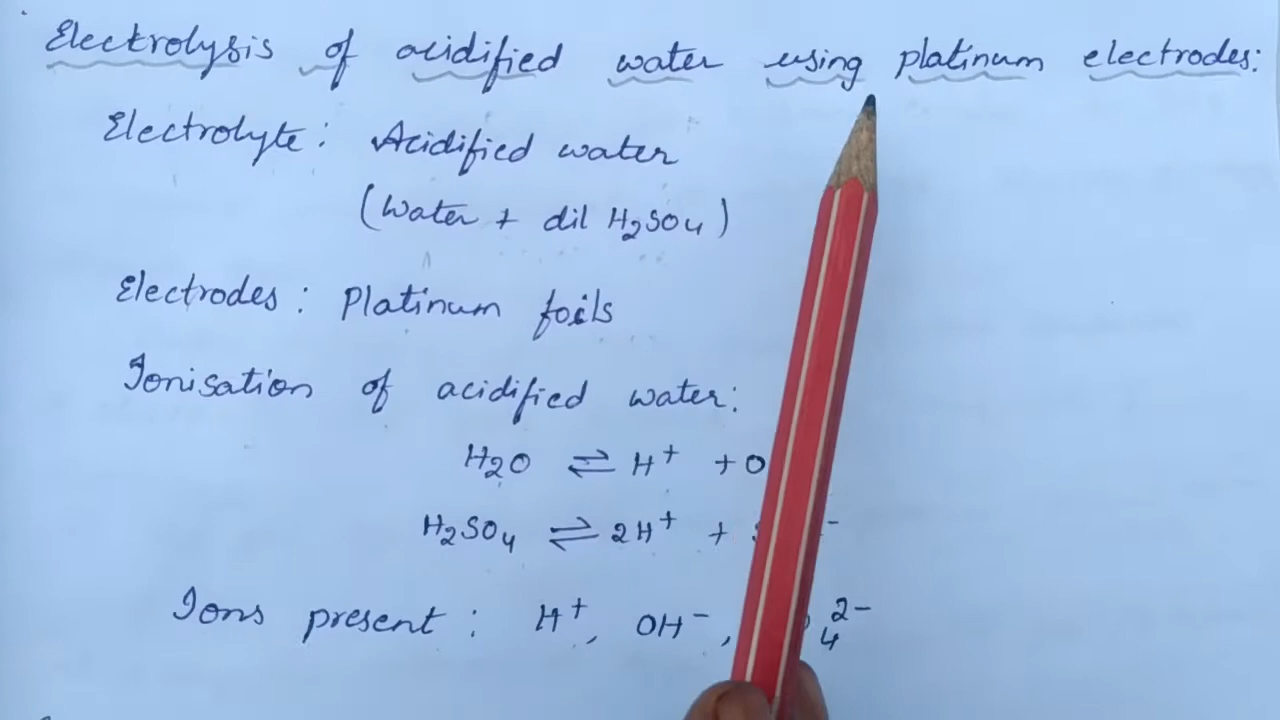 Electrolysis of acidified water using platinum electrodes:
Electrolyte: Acidified water
(Water + dil H₂SO₄)
Electrodes: Platinum foils
Ionisation of acidified water:
H₂O ⇌ H⁺ + O
H₂SO₄ ⇌ 2H⁺ + ⁻
Ions present: H⁺, OH⁻, ₄²⁻